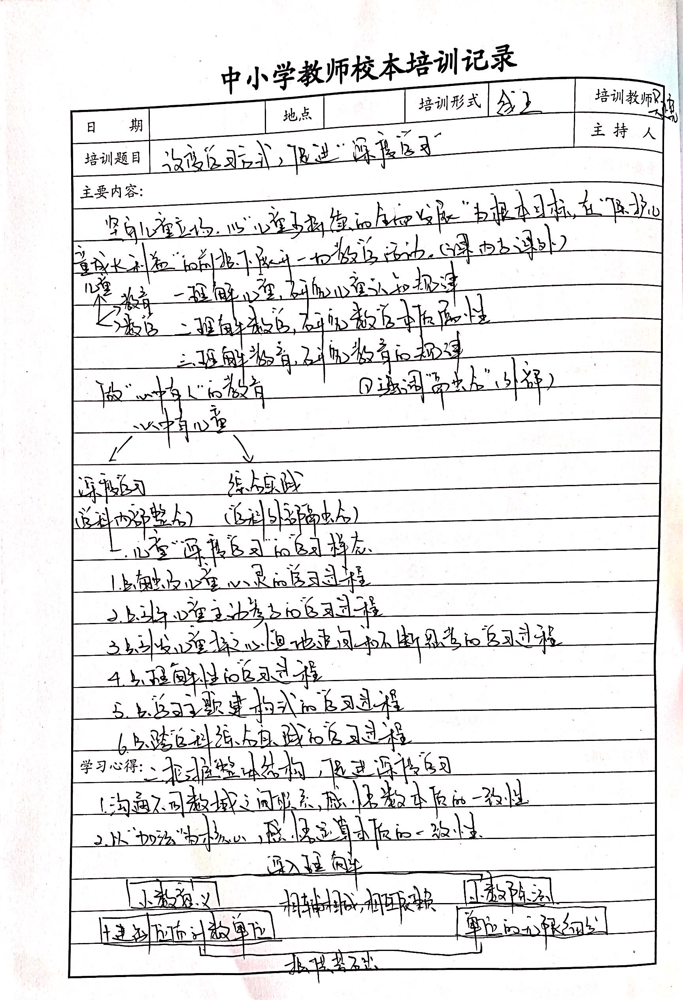 中小学教师校本培训记录
日 期 地点 培训形式 线上 培训教师
主 持 人
培训题目 改变学习方式,促进“深度学习”
主要内容:
坚守儿童立场.以“儿童可持续的全面发展”为根本目标,在“保护儿
童成长利益”的前提下展开一切教学活动.(课内与课外)
儿童
教育 一.理解儿童,研究儿童认知规律
数学 二.理解数学,研究数学本质属性
三.理解教育,研究教育的规律
做“心中有人”的教育 ①强调“融合”(外部)
心中有儿童
深度学习 综合实践
(学科内部整合) (学科外部融合)
一.儿童“深度学习”的学习样态
1.是触及儿童心灵的学习过程
2.是引导儿童主动参与的学习过程
3.是引发儿童持之以恒地追问和不断思考的学习过程
4.是理解性的学习过程
5.是学习主题建构式的学习过程
6.是跨学科综合实践的学习过程
学习心得: 二.把握整体结构,促进深度学习
1.沟通不同数域之间联系,感悟数本质的一致性
2.以“加法”为核心,感悟运算本质的一致性.
深入理解
小数意义 相辅相成,相互依赖 小数除法
十进制 位值 计数单位 单位的无限细分
提供基石出